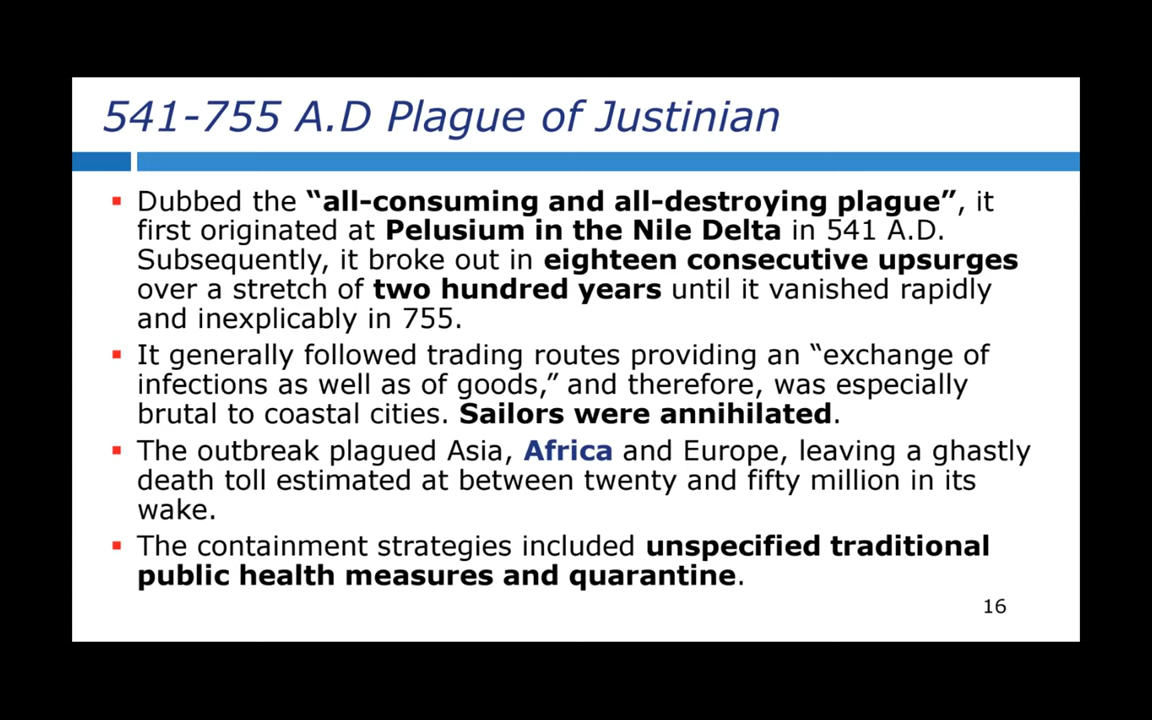 541-755 A.D Plague of Justinian
▪ Dubbed the “all-consuming and all-destroying plague”, it
first originated at Pelusium in the Nile Delta in 541 A.D.
Subsequently, it broke out in eighteen consecutive upsurges
over a stretch of two hundred years until it vanished rapidly
and inexplicably in 755.
▪ It generally followed trading routes providing an “exchange of
infections as well as of goods,” and therefore, was especially
brutal to coastal cities. Sailors were annihilated.
▪ The outbreak plagued Asia, Africa and Europe, leaving a ghastly
death toll estimated at between twenty and fifty million in its
wake.
▪ The containment strategies included unspecified traditional
public health measures and quarantine.
16